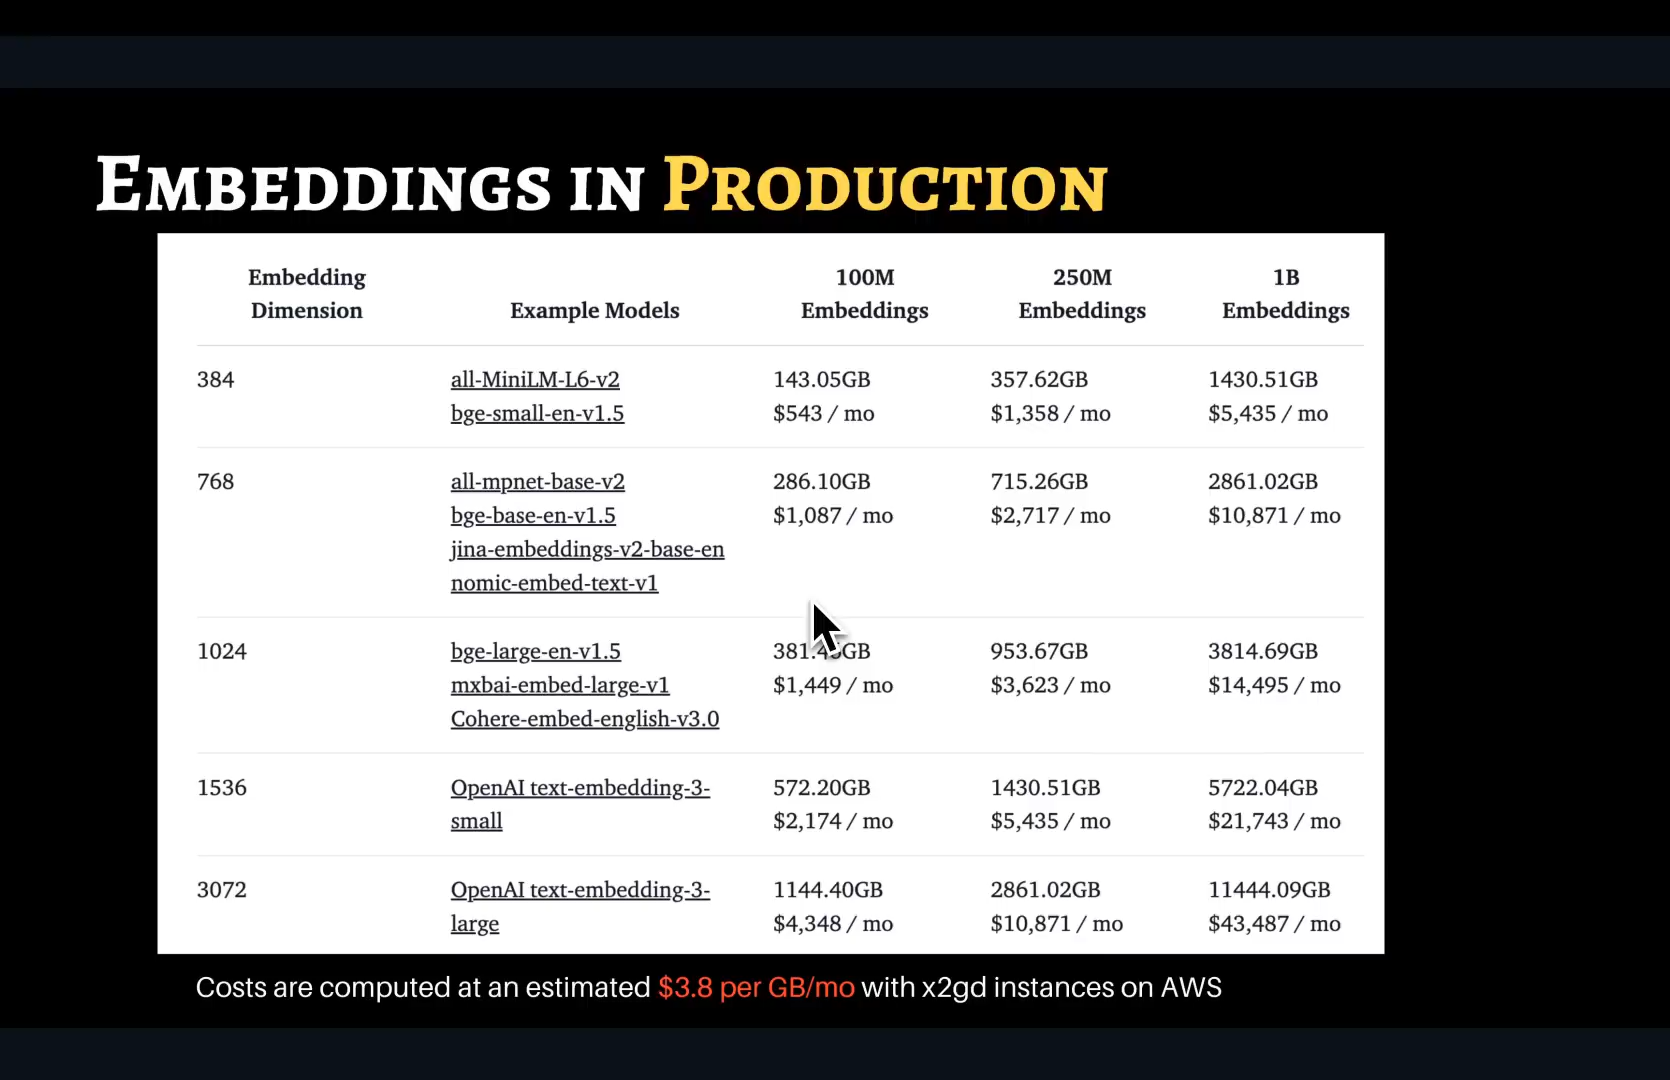 Embeddings in Production
Embedding Dimension
Example Models
100M Embeddings
250M Embeddings
1B Embeddings
384
all-MiniLM-L6-v2
bge-small-en-v1.5
143.05GB
$543 / mo
357.62GB
$1,358 / mo
1430.51GB
$5,435 / mo
768
all-mpnet-base-v2
bge-base-en-v1.5
jina-embeddings-v2-base-en
nomic-embed-text-v1
286.10GB
$1,087 / mo
715.26GB
$2,717 / mo
2861.02GB
$10,871 / mo
1024
bge-large-en-v1.5
mxbai-embed-large-v1
Cohere-embed-english-v3.0
$1,449 / mo
953.67GB
$3,623 / mo
3814.69GB
$14,495 / mo
1536
OpenAI text-embedding-3-
small
572.20GB
$2,174 / mo
1430.51GB
$5,435 / mo
5722.04GB
$21,743 / mo
3072
OpenAI text-embedding-3-
large
1144.40GB
$4,348 / mo
2861.02GB
$10,871 / mo
11444.09GB
$43,487 / mo
Costs are computed at an estimated $3.8 per GB/mo with x2gd instances on AWS